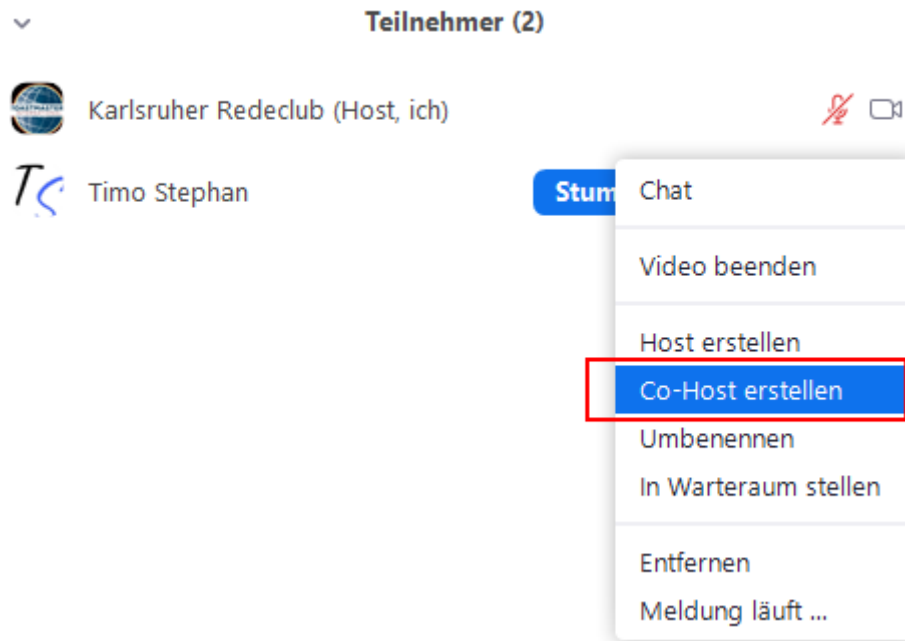 Teilnehmer (2)
Karlsruher Redeclub (Host, ich)
TS
Timo Stephan
Stum
Chat
Video beenden
Host erstellen
Co-Host erstellen
Umbenennen
In Warteraum stellen
Entfernen
Meldung läuft ...